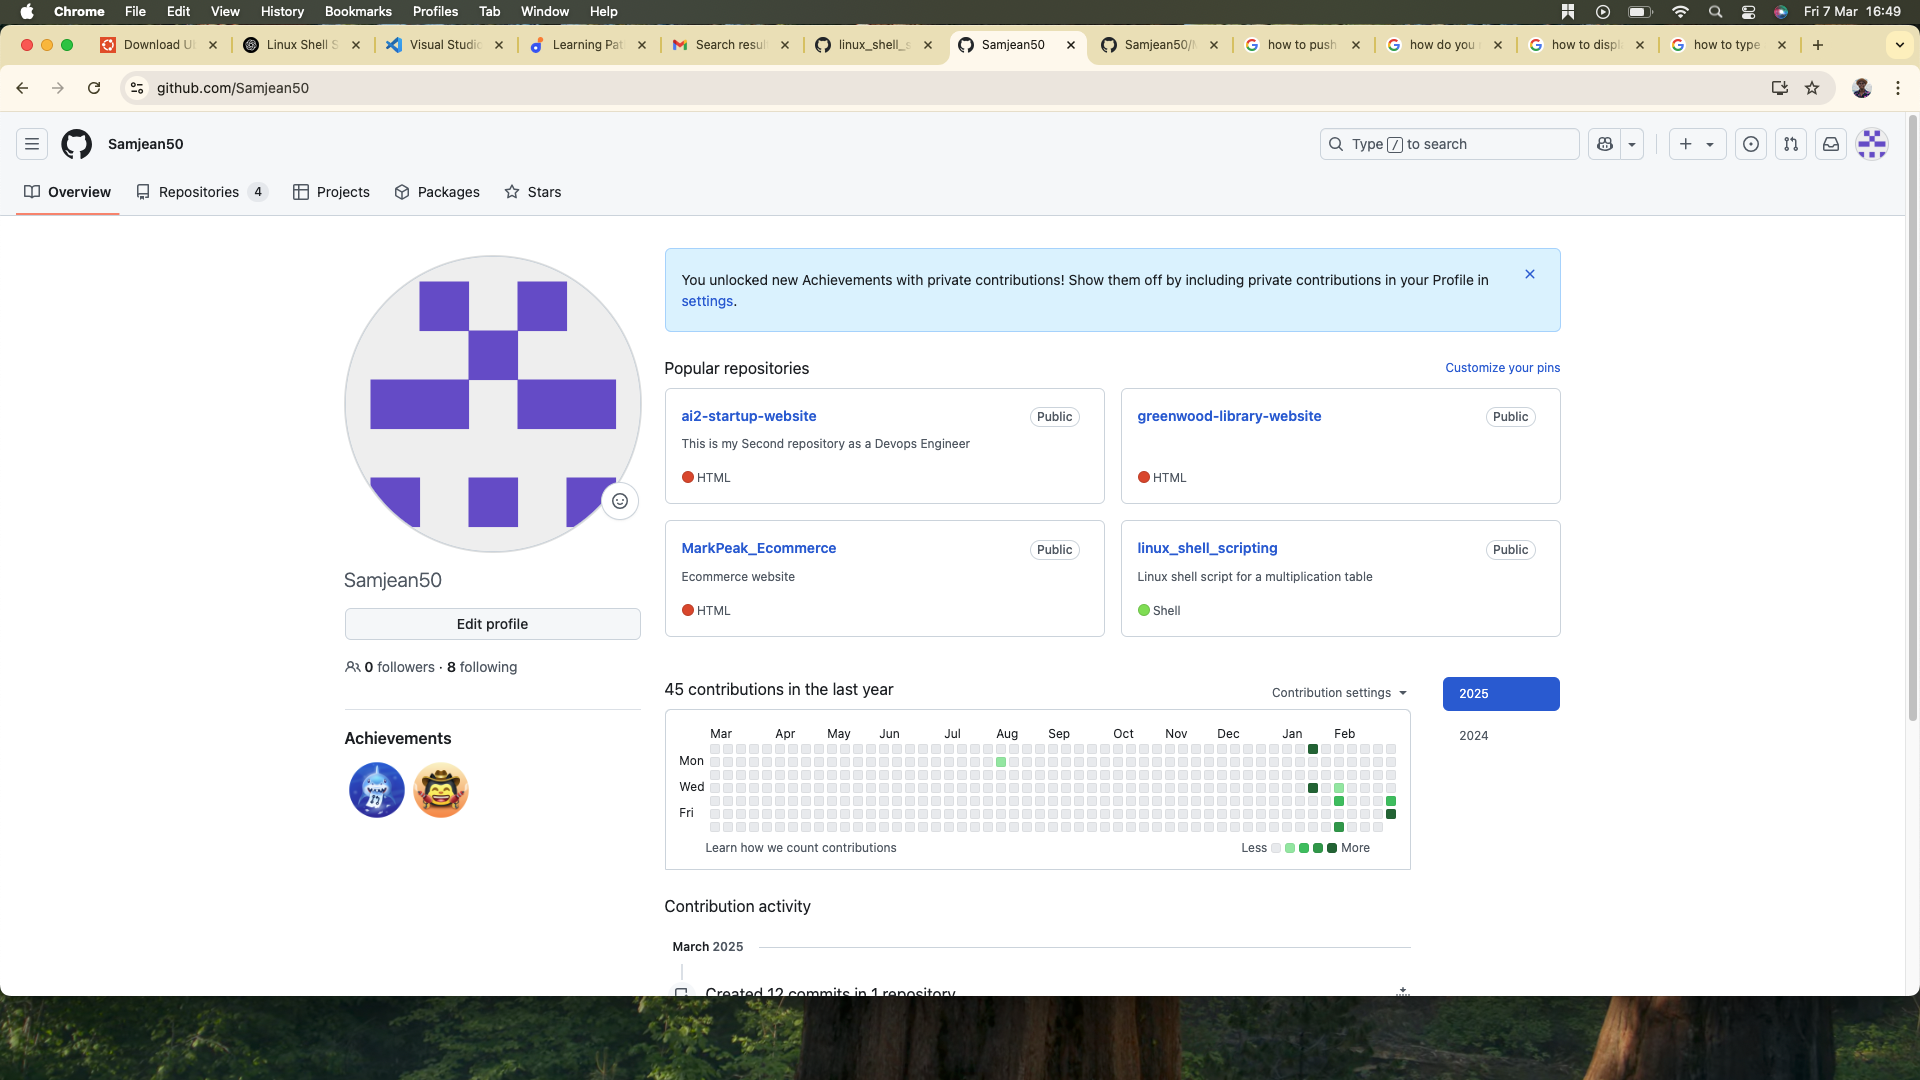 Chrome File Edit View History Bookmarks Profiles Tab Window Help Fri 7 Mar 16:49
Download U Linux Shell S Visual Studio Learning Pat Search resul linux_shell_s Samjean50 Samjean50/ how to push how do you how to displ how to type
github.com/Samjean50
Samjean50 Type / to search
Overview Repositories 4 Projects Packages Stars
You unlocked new Achievements with private contributions! Show them off by including private contributions in your Profile in
settings.
Popular repositories Customize your pins
ai2-startup-website Public
This is my Second repository as a Devops Engineer
HTML
greenwood-library-website Public
HTML
MarkPeak_Ecommerce Public
Ecommerce website
HTML
linux_shell_scripting Public
Linux shell script for a multiplication table
Shell
Samjean50
Edit profile
0 followers · 8 following
Achievements
45 contributions in the last year Contribution settings
2025
2024
Mar Apr May Jun Jul Aug Sep Oct Nov Dec Jan Feb
Mon
Wed
Fri
Learn how we count contributions Less More
Contribution activity
March 2025
Created 12 commits in 1 repository